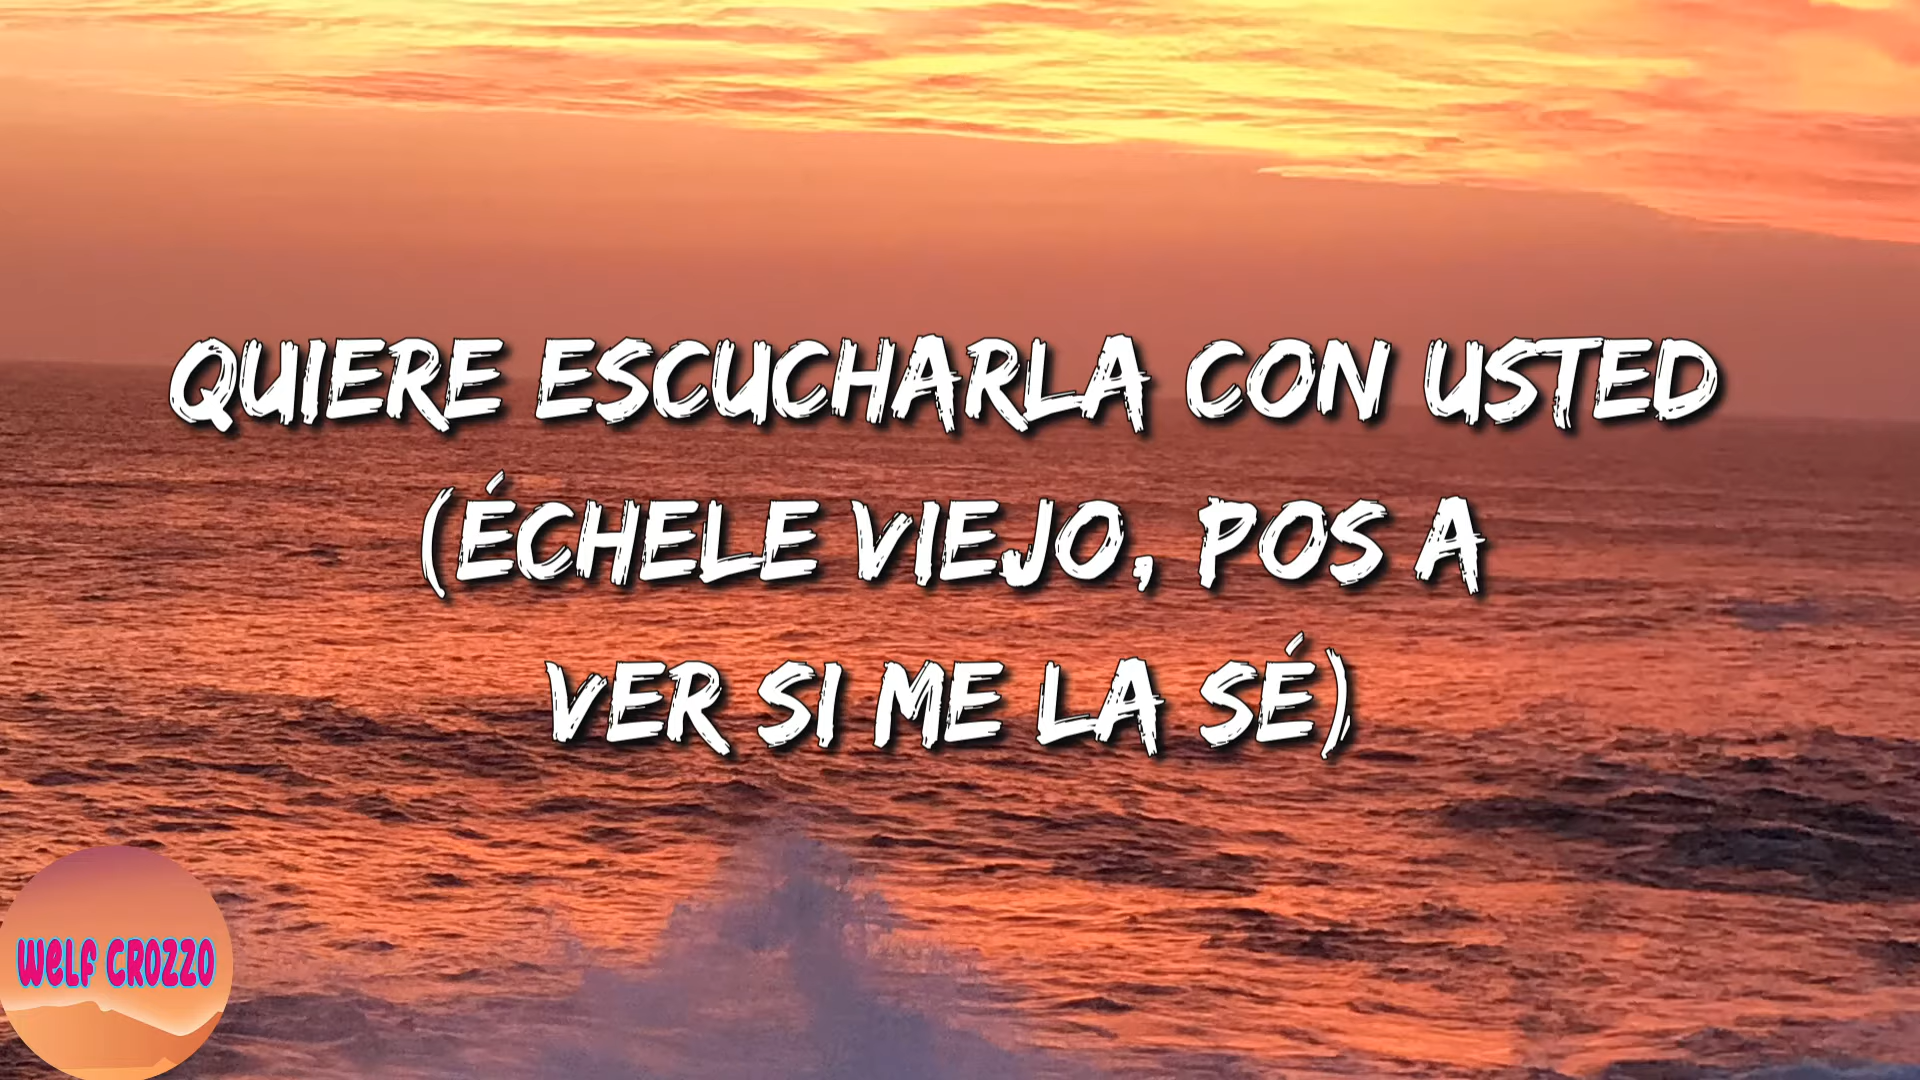 QUIERE ESCUCHARLA CON USTED
(ÉCHELE VIEJO, POS A
VER SI ME LA SÉ)
WELF CROZZO